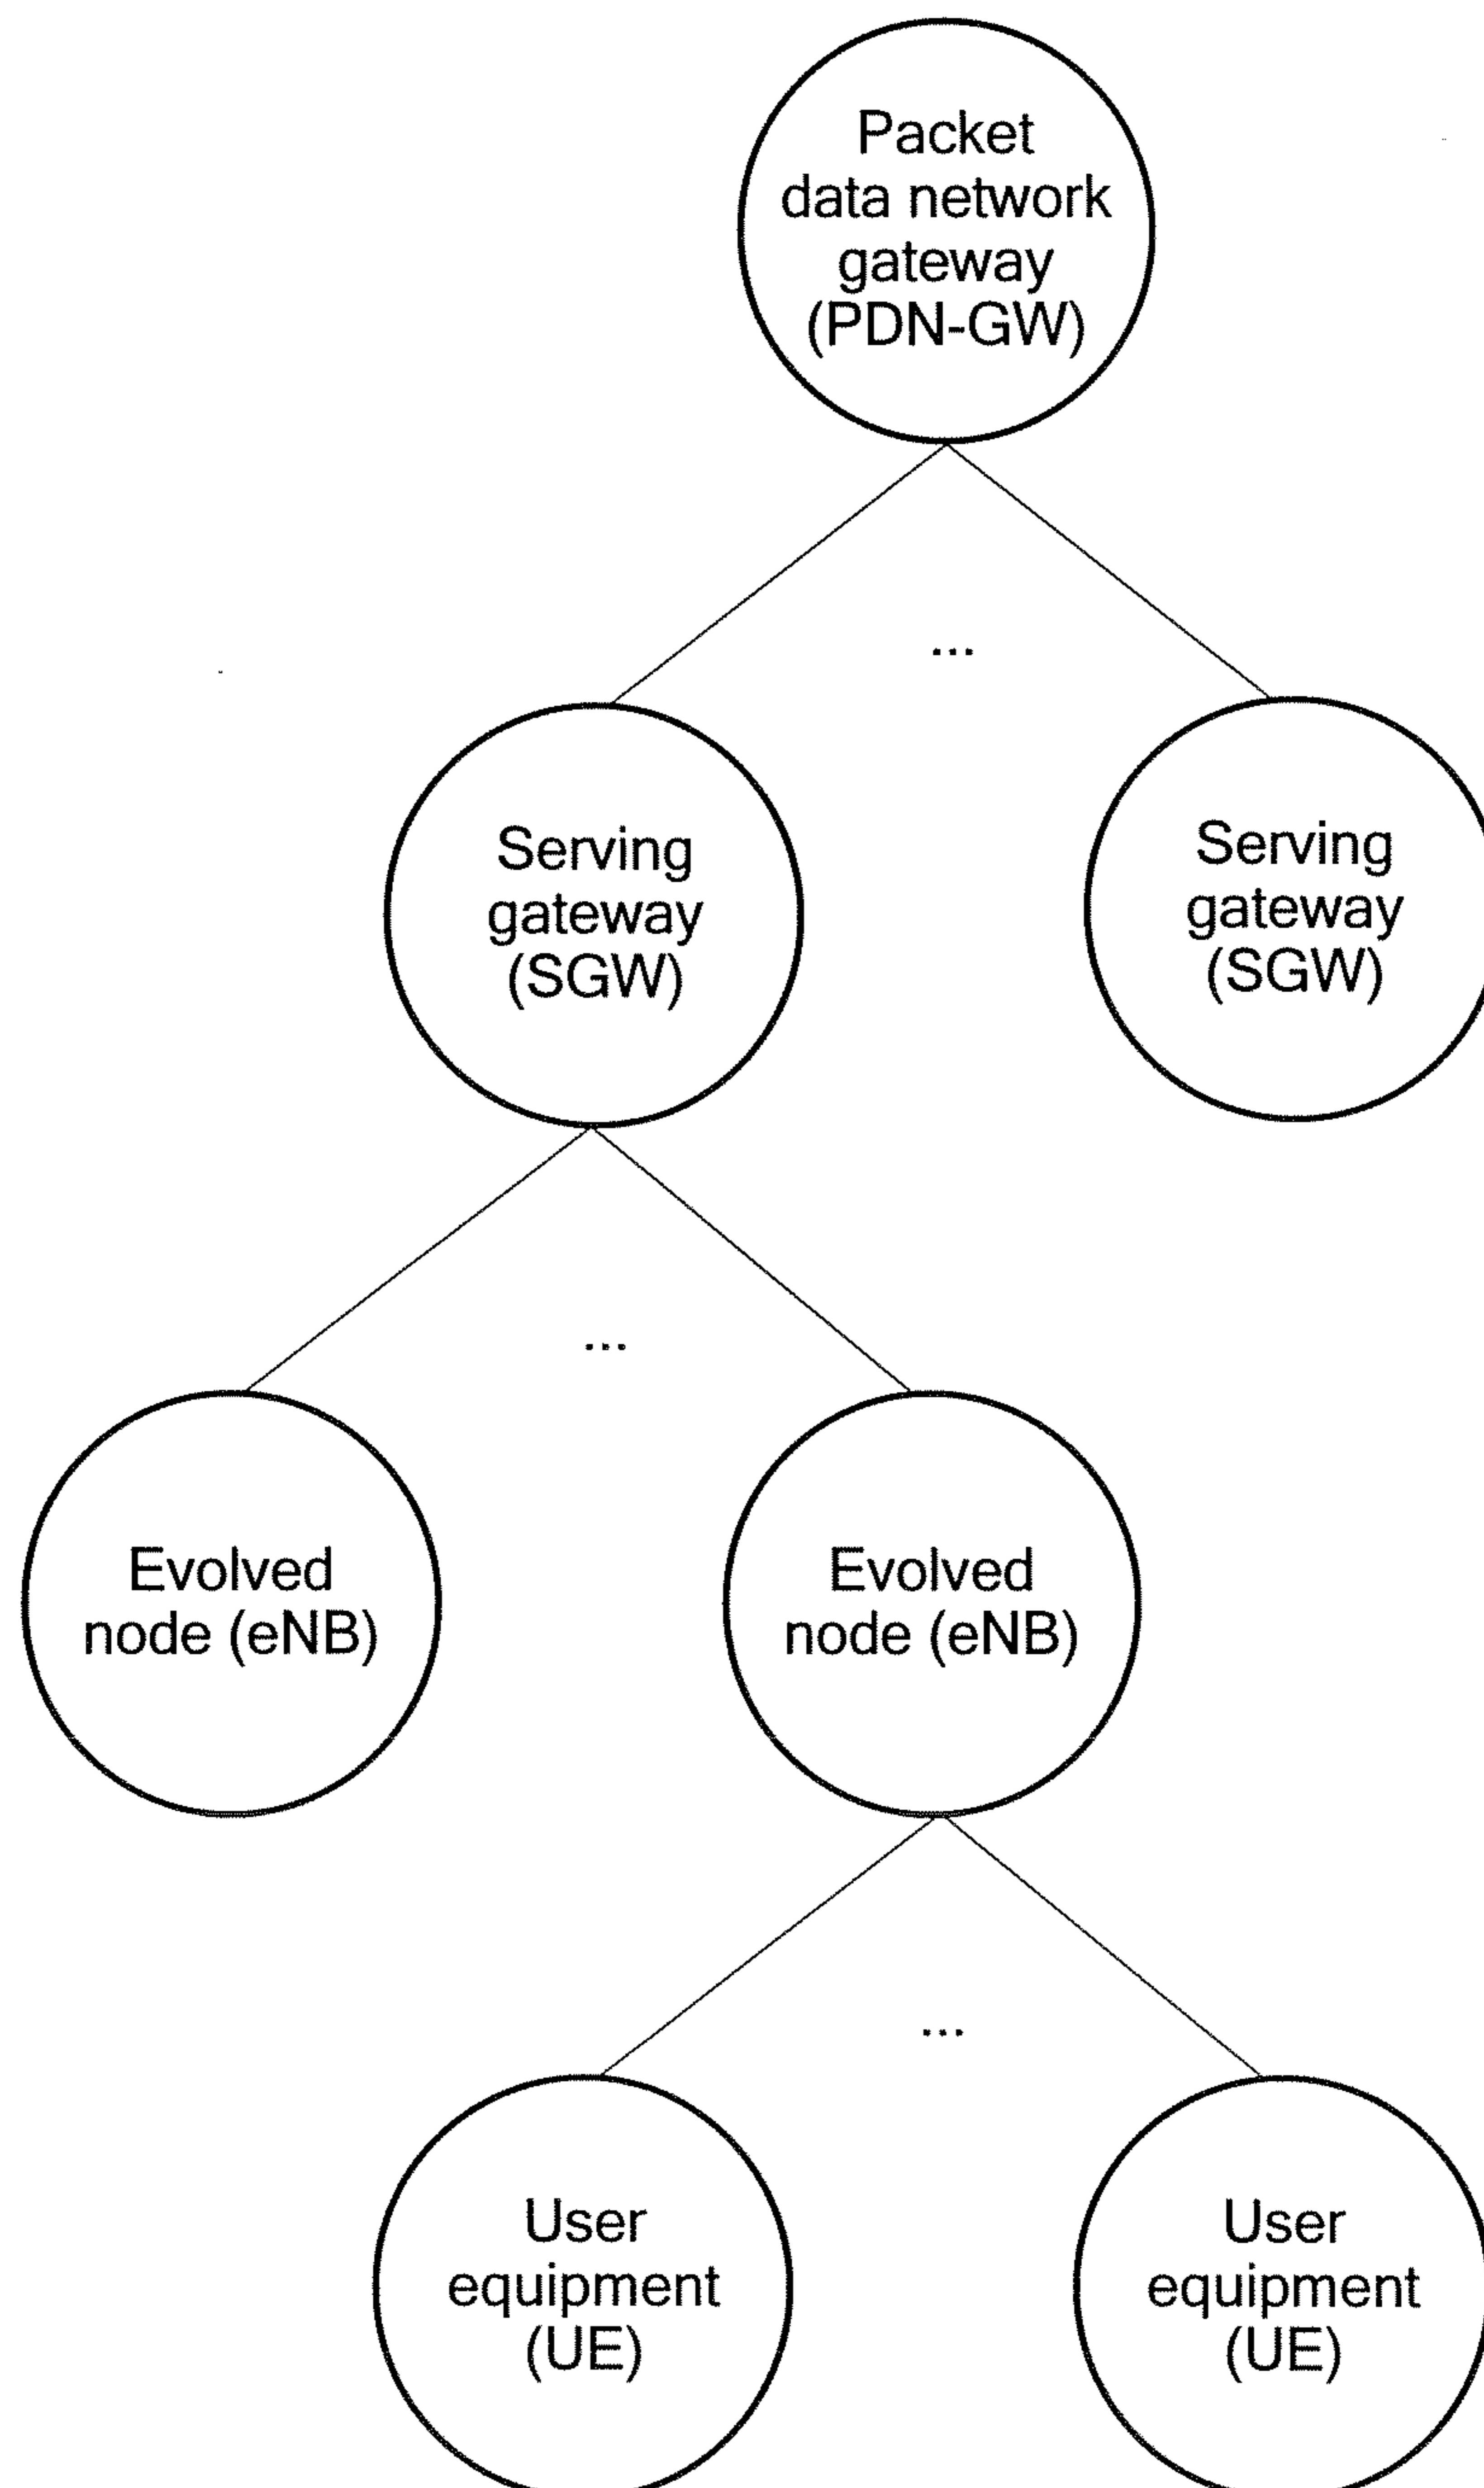 Packet
data network
gateway
(PDN-GW)
...
Serving
gateway
(SGW)
Serving
gateway
(SGW)
...
Evolved
node (eNB)
Evolved
node (eNB)
...
User
equipment
(UE)
User
equipment
(UE)